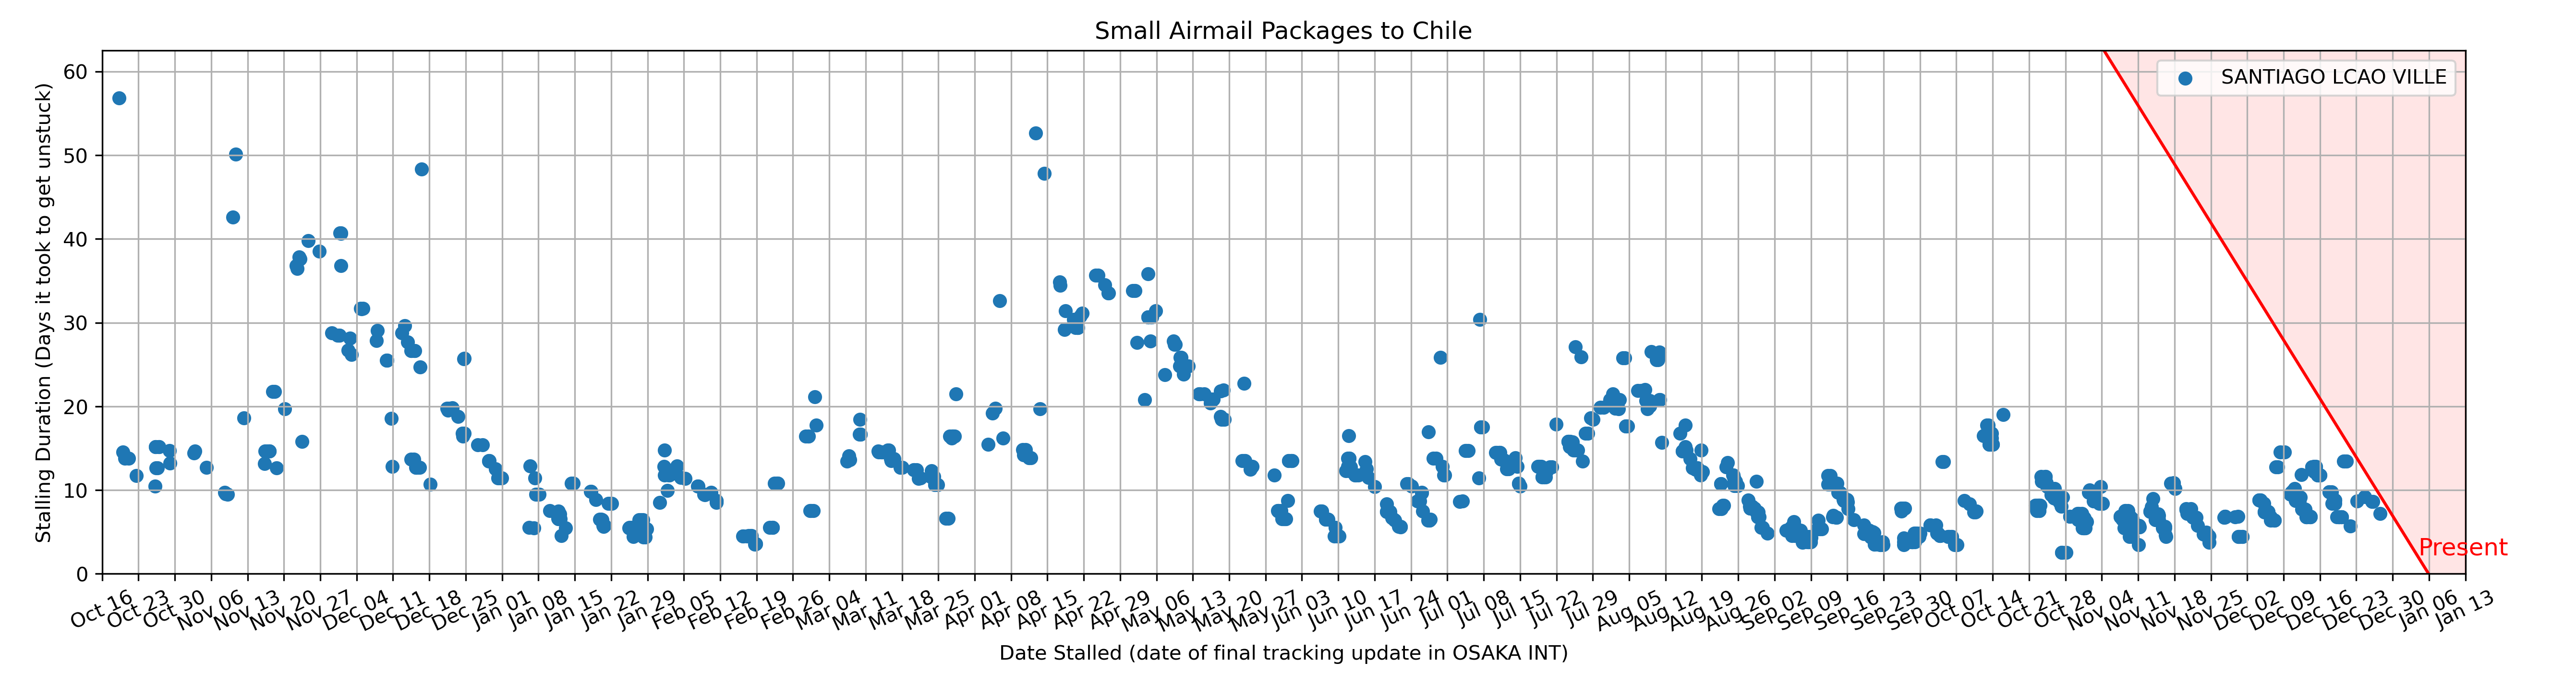 Small Airmail Packages to Chile
Stalling Duration (Days it took to get unstuck)
60
50
40
30
20
10
0
SANTIAGO LCAO VILLE
Present
Oct 16
Oct 23
Oct 30
Nov 06
Nov 13
Nov 20
Nov 27
Dec 04
Dec 11
Dec 18
Dec 25
Jan 01
Jan 08
Jan 15
Jan 22
Jan 29
Feb 05
Feb 12
Feb 19
Feb 26
Mar 04
Mar 11
Mar 18
Mar 25
Apr 01
Apr 08
Apr 15
Apr 22
Apr 29
May 06
May 13
May 20
May 27
Jun 03
Jun 10
Jun 17
Jun 24
Jul 01
Jul 08
Jul 15
Jul 22
Jul 29
Aug 05
Aug 12
Aug 19
Aug 26
Sep 02
Sep 09
Sep 16
Sep 23
Sep 30
Oct 07
Oct 14
Oct 21
Oct 28
Nov 04
Nov 11
Nov 18
Nov 25
Dec 02
Dec 09
Dec 16
Dec 23
Dec 30
Jan 06
Jan 13
Date Stalled (date of final tracking update in OSAKA INT)